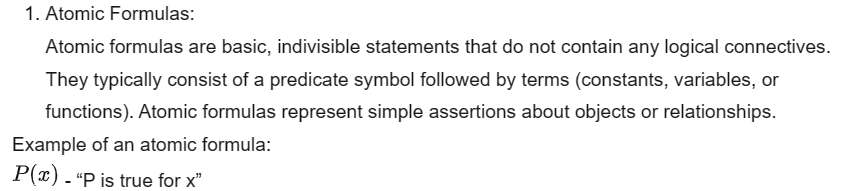 1. Atomic Formulas:
Atomic formulas are basic, indivisible statements that do not contain any logical connectives.
They typically consist of a predicate symbol followed by terms (constants, variables, or
functions). Atomic formulas represent simple assertions about objects or relationships.
Example of an atomic formula:
P(x) - “P is true for x”